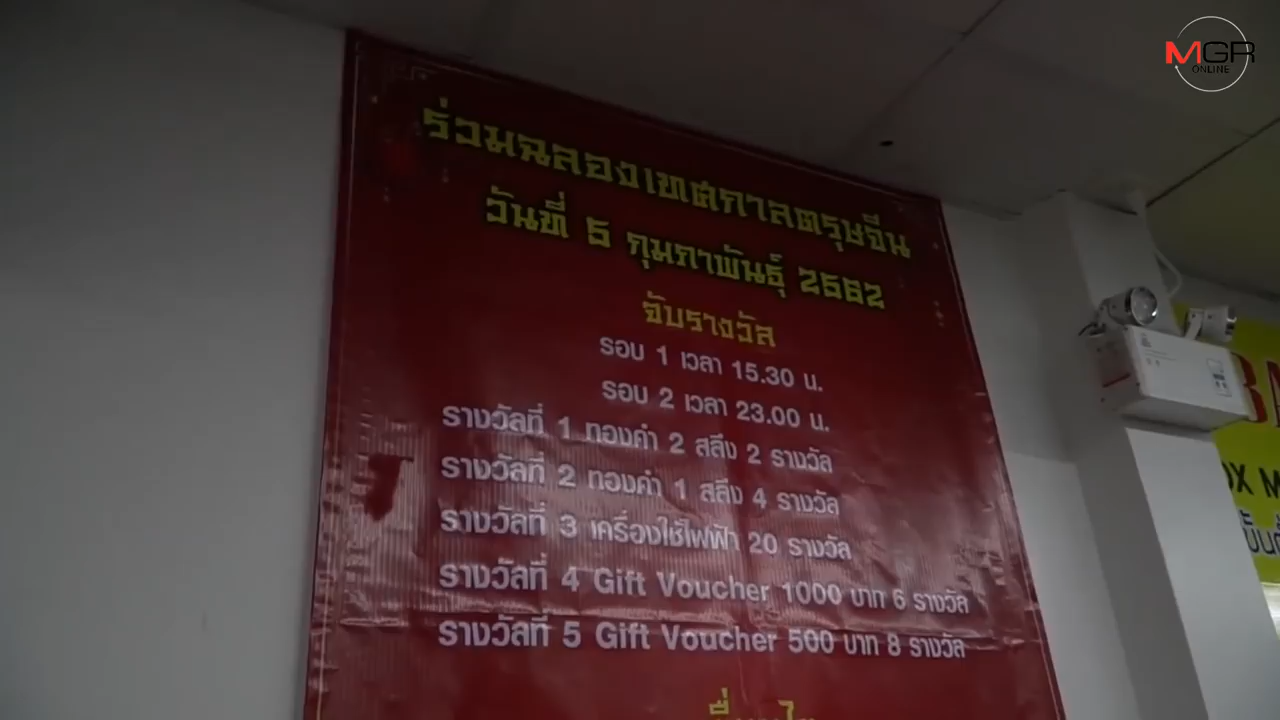 MGR
ONLINE
ร่วมฉลองเทศกาลตรุษจีน
วันที่ 5 กุมภาพันธุ์ 2562
จับรางวัล
รอบ 1 เวลา 15.30 น.
รอบ 2 เวลา 23.00 น.
รางวัลที่ 1 ทองคำ 2 สลึง 2 รางวัล
รางวัลที่ 2 ทองคำ 1 สลึง 4 รางวัล
รางวัลที่ 3 เครื่องใช้ไฟฟ้า 20 รางวัล
รางวัลที่ 4 Gift Voucher 1000 บาท 6 รางวัล
รางวัลที่ 5 Gift Voucher 500 บาท 8 รางวัล